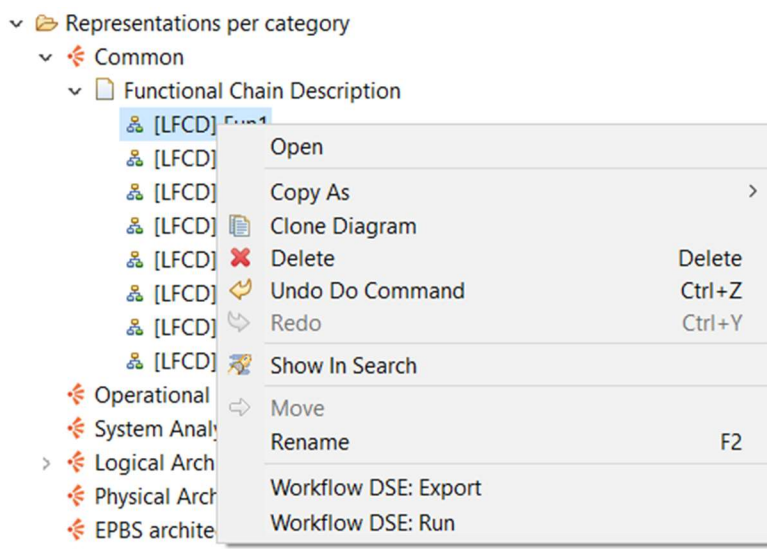 Representations per category
Common
Functional Chain Description
[LFCD] Fun1
Open
[LFCD]
[LFCD]
Copy As
[LFCD]
Clone Diagram
[LFCD]
Delete Delete
[LFCD]
Undo Do Command Ctrl+Z
[LFCD]
Redo Ctrl+Y
[LFCD]
Show In Search
Operational
Move
System Analy
Rename F2
Logical Arch
Physical Arch
Workflow DSE: Export
EPBS archite
Workflow DSE: Run